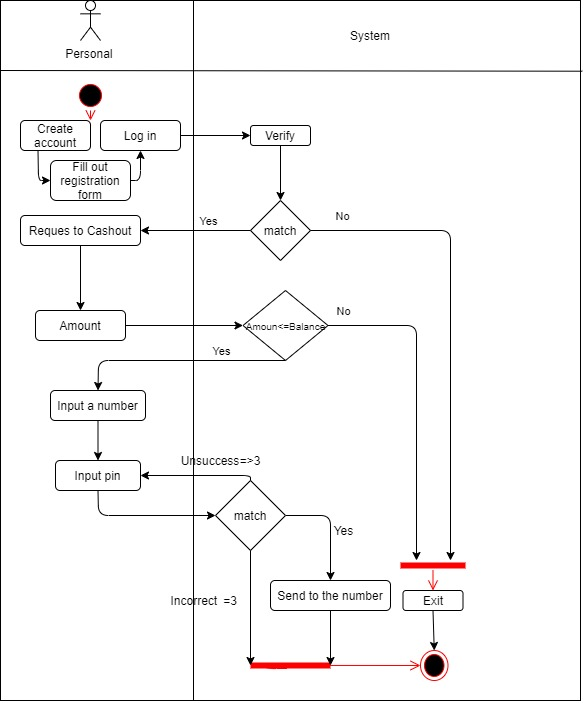 Personal
System
Create
account
Log in
Verify
Fill out
registration
form
Reques to Cashout
Yes
match
No
Amount
Amoun<=Balance
No
Yes
Input a number
Unsuccess=>3
Input pin
match
Yes
Incorrect =3
Send to the number
Exit